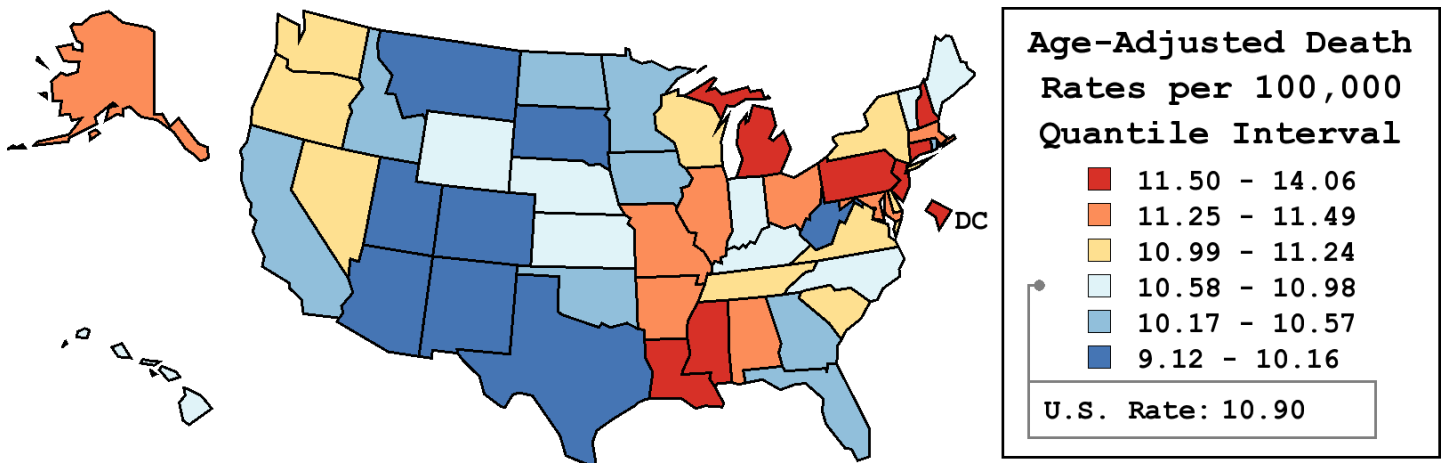 Age-Adjusted Death
Rates per 100,000
Quantile Interval
11.50 - 14.06
11.25 - 11.49
10.99 - 11.24
10.58 - 10.98
10.17 - 10.57
9.12 - 10.16
U.S. Rate: 10.90
DC